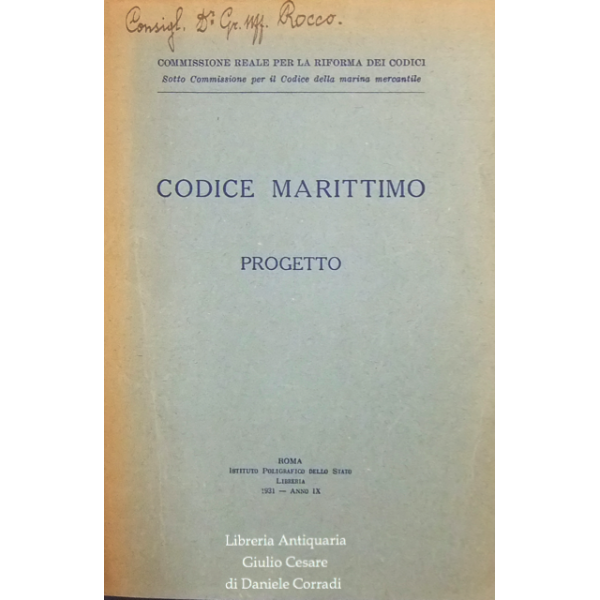 Consigl. Dr Gr. Uff. Rocco.
COMMISSIONE REALE PER LA RIFORMA DEI CODICI
Sotto Commissione per il Codice della marina mercantile
CODICE MARITTIMO
PROGETTO
ROMA
ISTITUTO POLIGRAFICO DELLO STATO
LIBRERIA
1931 — ANNO IX
Libreria Antiquaria
Giulio Cesare
di Daniele Corradi